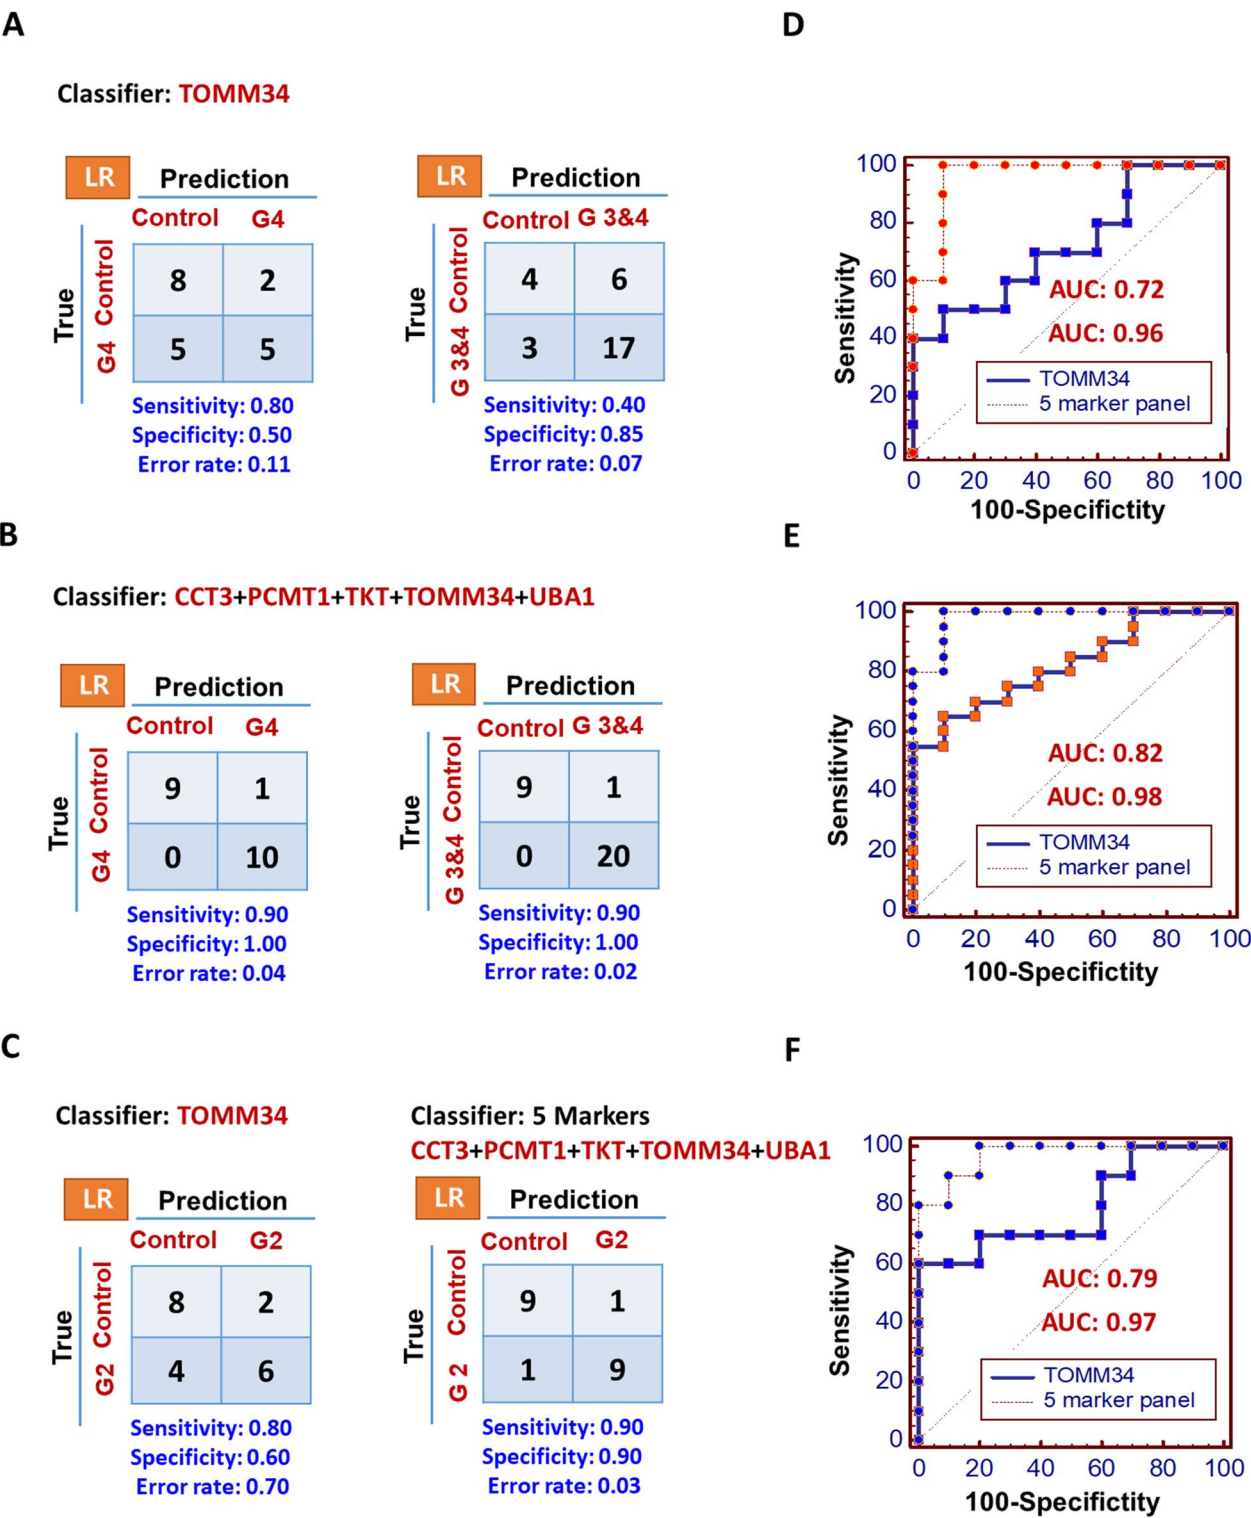 A
Classifier: TOMM34
LR
Prediction
Control G4
True
Control
G4
8 2
5 5
Sensitivity: 0.80
Specificity: 0.50
Error rate: 0.11
LR
Prediction
Control G 3&4
True
Control
G 3&4
4 6
3 17
Sensitivity: 0.40
Specificity: 0.85
Error rate: 0.07
D
Sensitivity
100
80
60
40
20
0
0 20 40 60 80 100
100-Specifictity
AUC: 0.72
AUC: 0.96
TOMM34
5 marker panel
B
Classifier: CCT3+PCMT1+TKT+TOMM34+UBA1
LR
Prediction
Control G4
True
Control
G4
9 1
0 10
Sensitivity: 0.90
Specificity: 1.00
Error rate: 0.04
LR
Prediction
Control G 3&4
True
Control
G 3&4
9 1
0 20
Sensitivity: 0.90
Specificity: 1.00
Error rate: 0.02
E
Sensitivity
100
80
60
40
20
0
0 20 40 60 80 100
100-Specifictity
AUC: 0.82
AUC: 0.98
TOMM34
5 marker panel
C
Classifier: TOMM34
LR
Prediction
Control G2
True
Control
G2
8 2
4 6
Sensitivity: 0.80
Specificity: 0.60
Error rate: 0.70
Classifier: 5 Markers
CCT3+PCMT1+TKT+TOMM34+UBA1
LR
Prediction
Control G2
True
Control
G 2
9 1
1 9
Sensitivity: 0.90
Specificity: 0.90
Error rate: 0.03
F
Sensitivity
100
80
60
40
20
0
0 20 40 60 80 100
100-Specifictity
AUC: 0.79
AUC: 0.97
TOMM34
5 marker panel